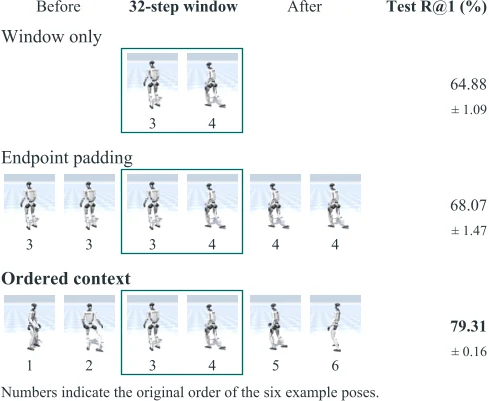 Before 32-step window After Test R@1 (%)
Window only
64.88
± 1.09
3 4
Endpoint padding
68.07
± 1.47
3 3 3 4 4 4
Ordered context
79.31
± 0.16
1 2 3 4 5 6
Numbers indicate the original order of the six example poses.